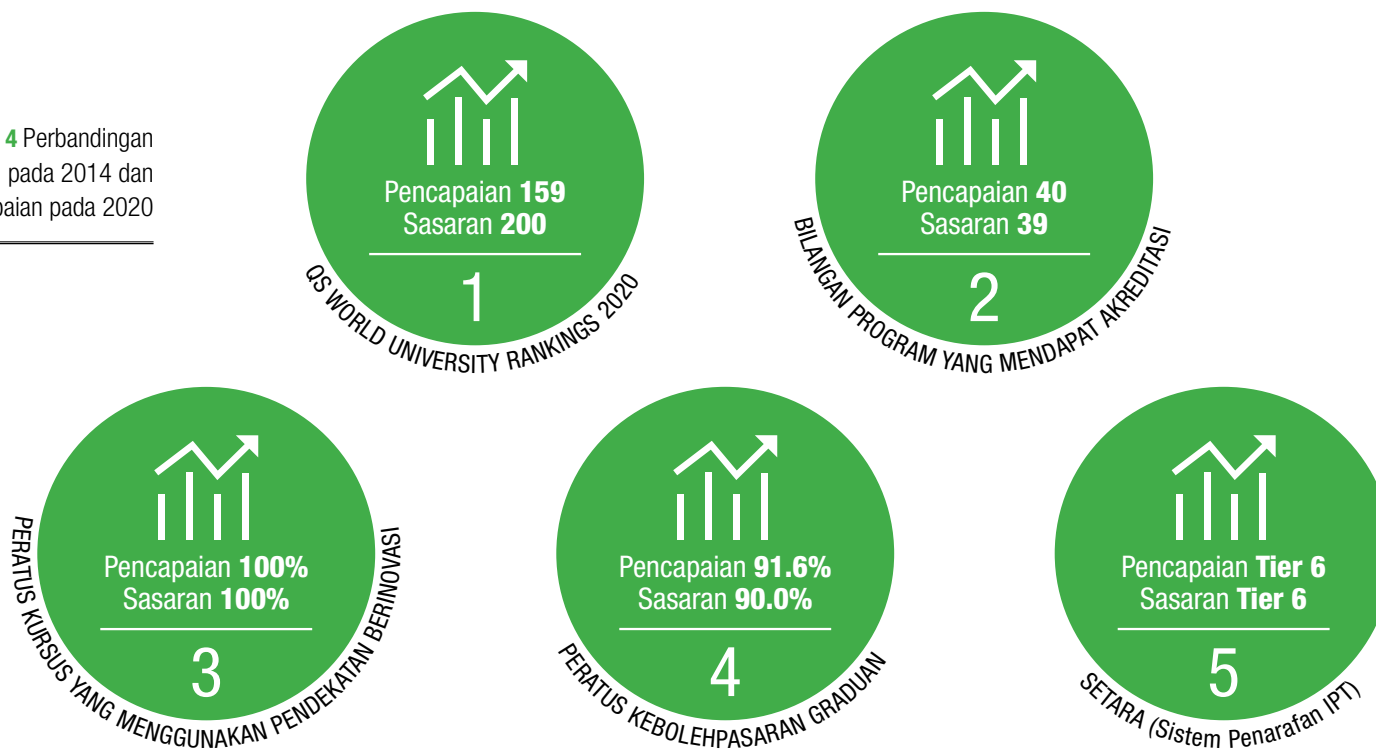 4 Perbandingan
pada 2014 dan
paian pada 2020
Pencapaian 159
Sasaran 200
1
QS WORLD UNIVERSITY RANKINGS 2020
Pencapaian 40
Sasaran 39
2
BILANGAN PROGRAM YANG MENDAPAT AKREDITASI
Pencapaian 100%
Sasaran 100%
3
PERATUS KURSUS YANG MENGGUNAKAN PENDEKATAN BERINOVASI
Pencapaian 91.6%
Sasaran 90.0%
4
PERATUS KEBOLEHPASARAN GRADUAN
Pencapaian Tier 6
Sasaran Tier 6
5
SETARA (Sistem Penarafan IPT)